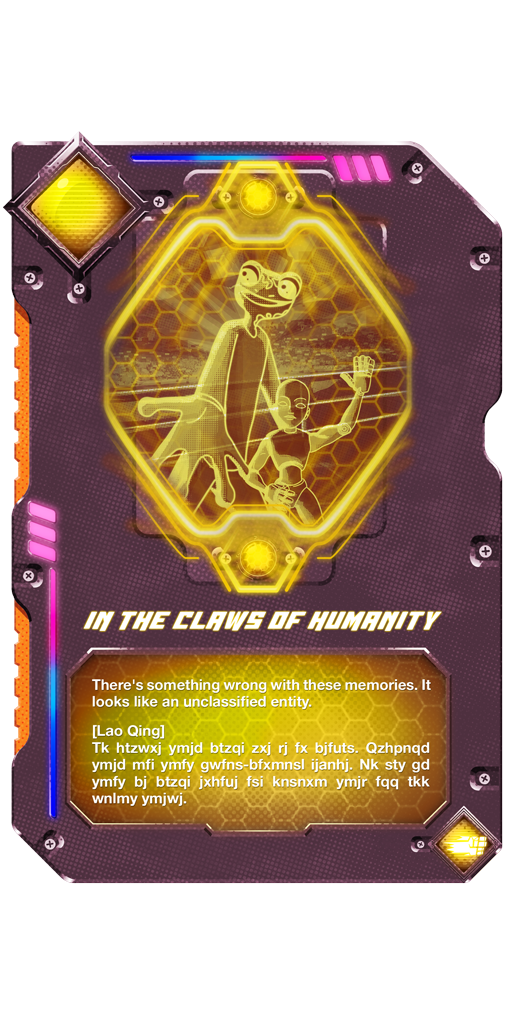 IN THE CLAWS OF HUMANITY
There's something wrong with these memories. It
looks like an unclassified entity.
[Lao Qing]
Tk htzwxj ymjd btzqi zxj rj fx bjfuts. Qzhpnqd
ymjd mfi ymfy gwfns-bfxmnsl ijanhj. Nk sty gd
ymfy bj btzqi jxhfuj fsi knsnxm ymjr fqq tkk
wnlmy ymjwj.